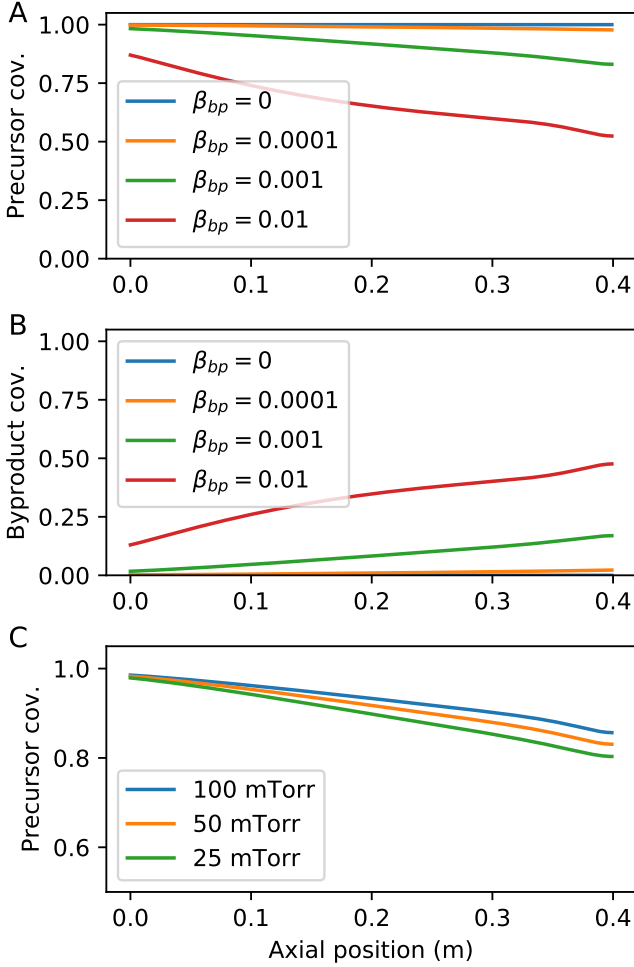 A
Precursor cov.
1.00
0.75
0.50
0.25
0.00
β_bp = 0
β_bp = 0.0001
β_bp = 0.001
β_bp = 0.01
0.0 0.1 0.2 0.3 0.4
B
Byproduct cov.
1.00
0.75
0.50
0.25
0.00
β_bp = 0
β_bp = 0.0001
β_bp = 0.001
β_bp = 0.01
0.0 0.1 0.2 0.3 0.4
C
Precursor cov.
1.0
0.8
0.6
100 mTorr
50 mTorr
25 mTorr
0.0 0.1 0.2 0.3 0.4
Axial position (m)